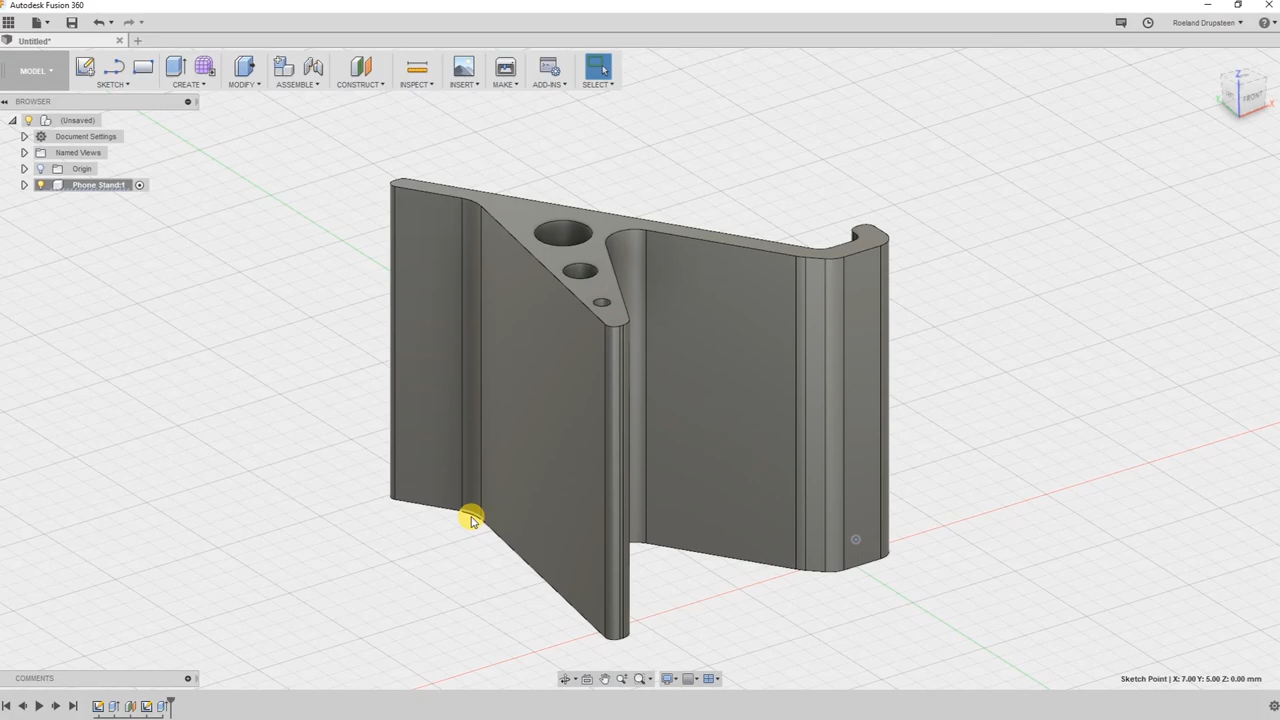 Autodesk Fusion 360
Roeland Drupsteen
Untitled*
MODEL
SKETCH
CREATE
MODIFY
ASSEMBLE
CONSTRUCT
INSPECT
INSERT
MAKE
ADD-INS
SELECT
BROWSER
(Unsaved)
Document Settings
Named Views
Origin
Phone Stand:1
Z
FRONT
X
COMMENTS
Sketch Point | X: 7.00 Y: 5.00 Z: 0.00 mm